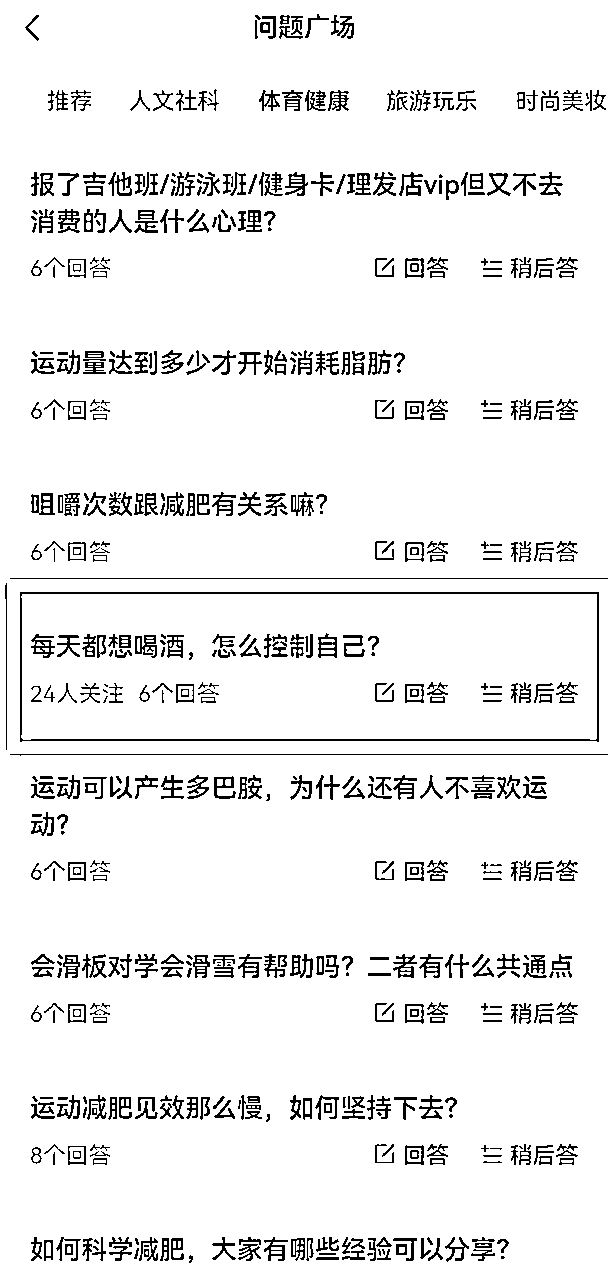 问题广场
推荐 人文社科 体育健康 旅游玩乐 时尚美妆
报了吉他班/游泳班/健身卡/理发店vip但又不去
消费的人是什么心理?
6个回答 回答 稍后答
运动量达到多少才开始消耗脂肪?
6个回答 回答 稍后答
咀嚼次数跟减肥有关系嘛?
6个回答 回答 稍后答
每天都想喝酒，怎么控制自己?
24人关注 6个回答 回答 稍后答
运动可以产生多巴胺，为什么还有人不喜欢运
动?
6个回答 回答 稍后答
会滑板对学会滑雪有帮助吗? 二者有什么共通点
6个回答 回答 稍后答
运动减肥见效那么慢，如何坚持下去?
8个回答 回答 稍后答
如何科学减肥，大家有哪些经验可以分享?